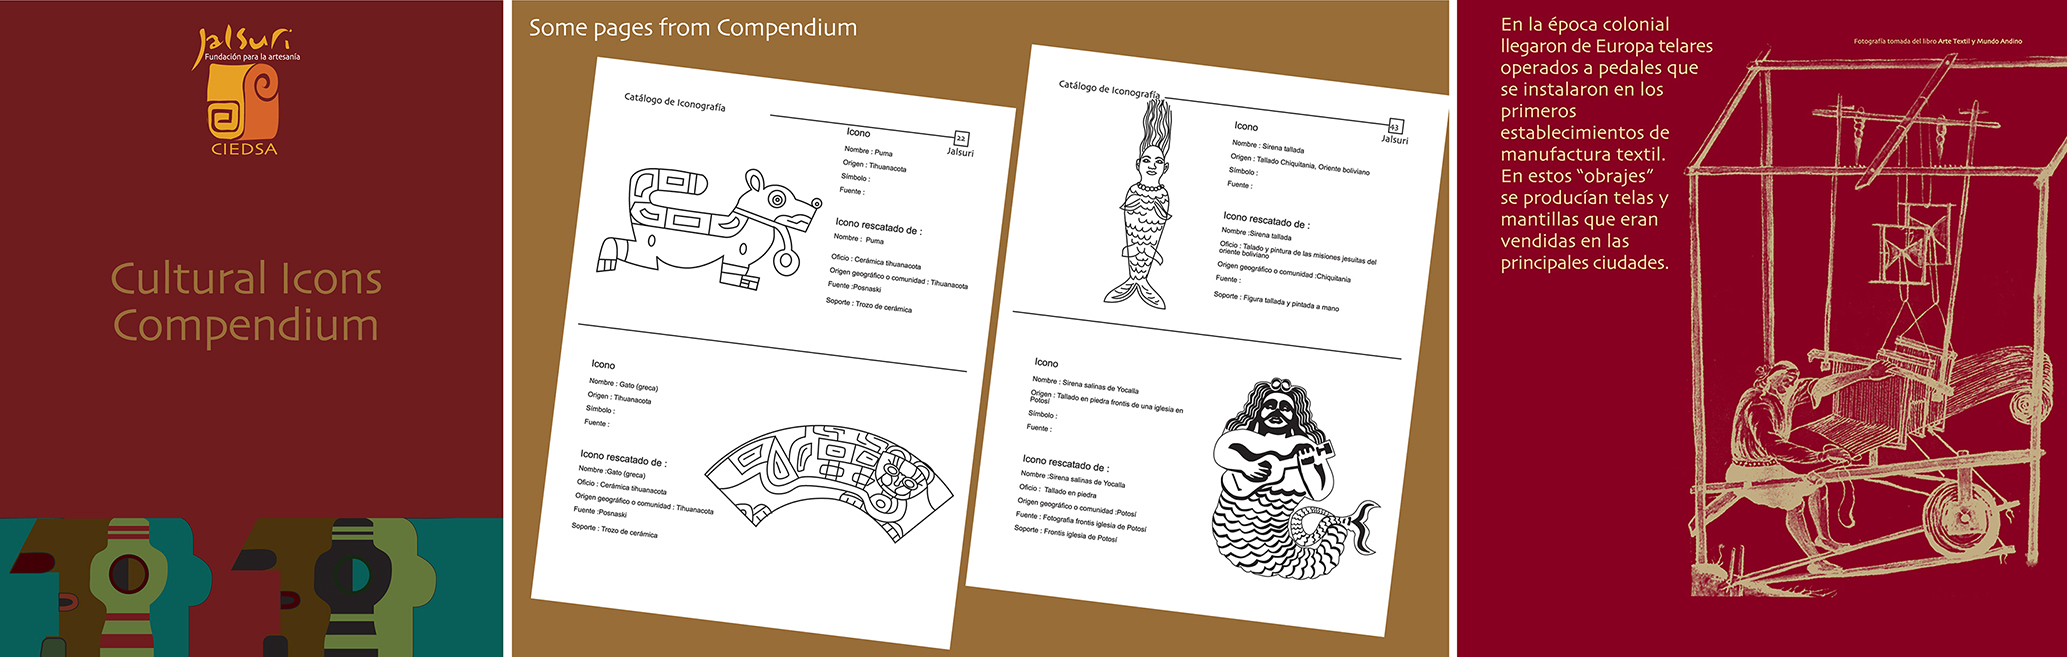 Jalsuri
Fundación para la artesanía
CIEDSA
Cultural Icons
Compendium
Some pages from Compendium
Catálogo de Iconografía
22
Jalsuri
Icono
Nombre : Puma
Origen : Tihuanacota
Símbolo :
Fuente :
Icono rescatado de :
Nombre : Puma
Oficio : Cerámica tihuanacota
Origen geográfico o comunidad : Tihuanacota
Fuente :Posnaski
Soporte : Trozo de cerámica
Icono
Nombre : Gato (greca)
Origen : Tihuanacota
Símbolo :
Fuente :
Icono rescatado de :
Nombre :Gato (greca)
Oficio : Cerámica tihuanacota
Origen geográfico o comunidad : Tihuanacota
Fuente :Posnaski
Soporte : Trozo de cerámica
Catálogo de Iconografía
43
Jalsuri
Icono
Nombre : Sirena tallada
Origen : Tallado Chiquitania, Oriente boliviano
Símbolo :
Fuente :
Icono rescatado de :
Nombre :Sirena tallada
Oficio : Talado y pintura de las misiones jesuitas del
oriente boliviano
Origen geográfico o comunidad :Chiquitania
Fuente :
Soporte : Figura tallada y pintada a mano
Icono
Nombre : Sirena salinas de Yocalla
Origen : Tallado en piedra frontis de una iglesia en
Potosí
Símbolo :
Fuente :
Icono rescatado de :
Nombre :Sirena salinas de Yocalla
Oficio : Tallado en piedra
Origen geográfico o comunidad :Potosí
Fuente : Fotografia frontis iglesia de Potosí
Soporte : Frontis iglesia de Potosí
En la época colonial
llegaron de Europa telares
operados a pedales que
se instalaron en los
primeros
establecimientos de
manufactura textil.
En estos “obrajes”
se producían telas y
mantillas que eran
vendidas en las
principales ciudades.
Fotografía tomada del libro Arte Textil y Mundo Andino